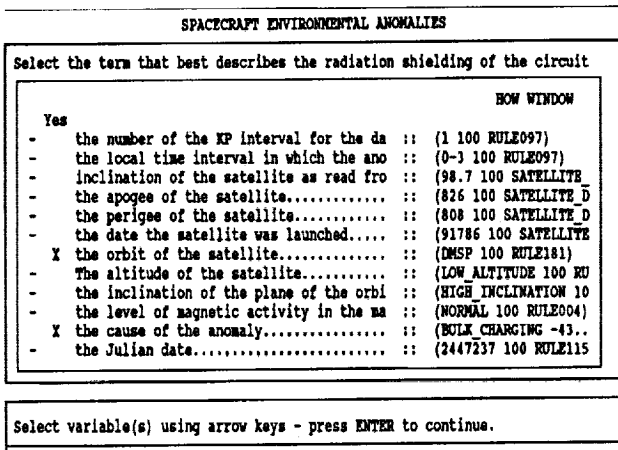 SPACECRAFT ENVIRONMENTAL ANOMALIES
Select the term that best describes the radiation shielding of the circuit
HOW WINDOW
Yes
- the number of the KP interval for the da :: (1 100 RULE097)
- the local time interval in which the ano :: (0-3 100 RULE097)
- inclination of the satellite as read fro :: (98.7 100 SATELLITE_
- the apogee of the satellite............. :: (826 100 SATELLITE_D
- the perigee of the satellite............ :: (808 100 SATELLITE_D
- the date the satellite was launched..... :: (91786 100 SATELLITE
X the orbit of the satellite.............. :: (DMSP 100 RULE181)
- The altitude of the satellite........... :: (LOW_ALTITUDE 100 RU
- the inclination of the plane of the orbi :: (HIGH_INCLINATION 10
- the level of magnetic activity in the ma :: (NORMAL 100 RULE004)
X the cause of the anomaly................ :: (BULK_CHARGING -43..
- the Julian date......................... :: (2447237 100 RULE115
Select variable(s) using arrow keys - press ENTER to continue.